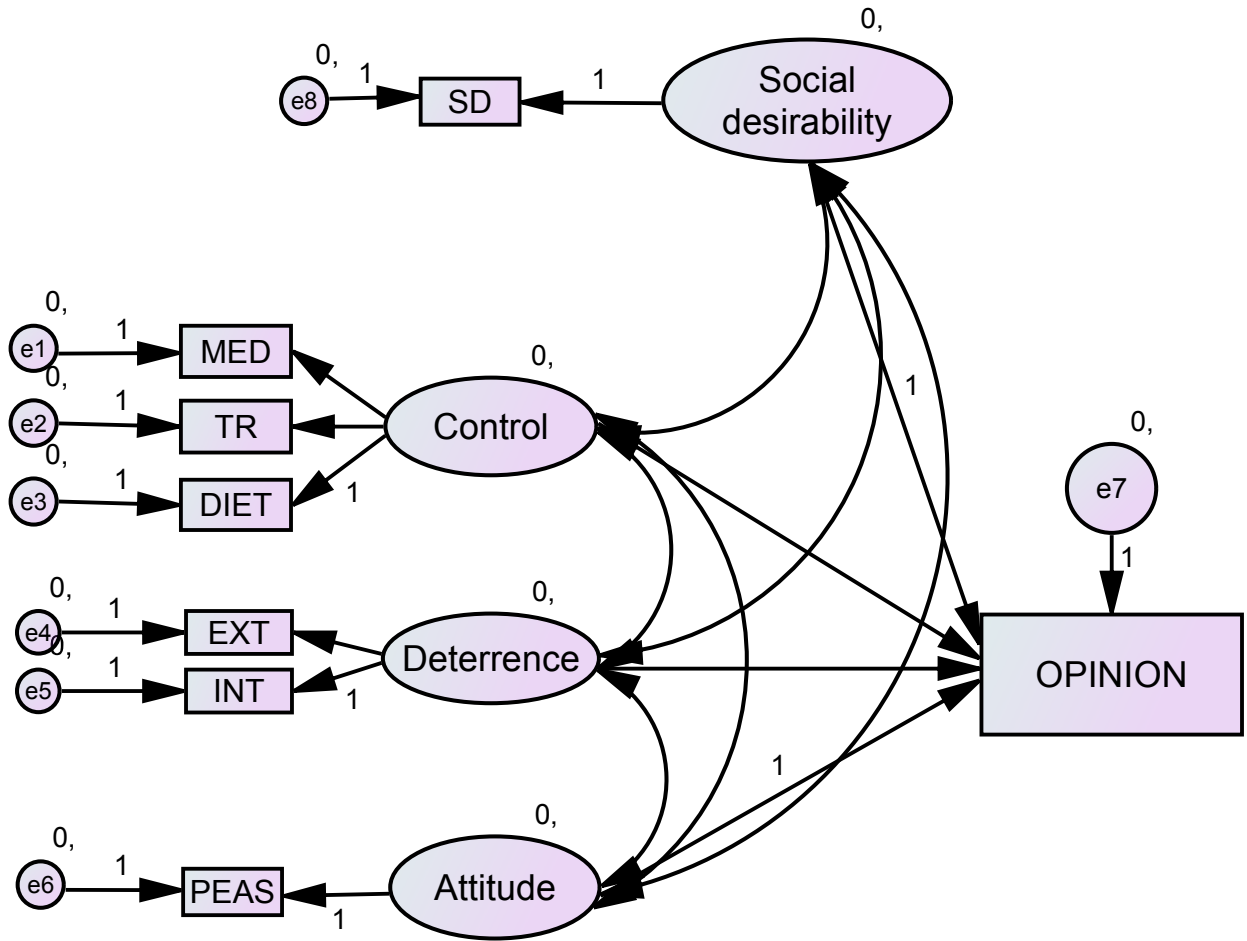 0,
0,
1
1
e8
SD
Social
desirability
0,
1
e1
MED
0,
0,
1
e2
TR
Control
1
0,
0,
1
e3
DIET
1
e7
1
0,
1
e4
EXT
0,
0,
1
e5
INT
1
Deterrence
OPINION
1
0,
0,
1
e6
PEAS
1
Attitude